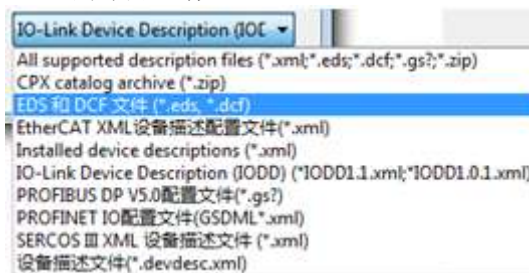 IO-Link Device Description (IOD
All supported description files (*.xml;*.eds;*.dcf;*.gs?;*.zip)
CPX catalog archive (*.zip)
EDS 和 DCF 文件 (*.eds, *.dcf)
EtherCAT XML设备描述配置文件(*.xml)
Installed device descriptions (*.xml)
IO-Link Device Description (IODD) (*IODD1.1.xml;*IODD1.0.1.xml)
PROFIBUS DP V5.0配置文件(*.gs?)
PROFINET IO配置文件(GSDML*.xml)
SERCOS III XML 设备描述文件 (*.xml)
设备描述文件(*.devdesc.xml)